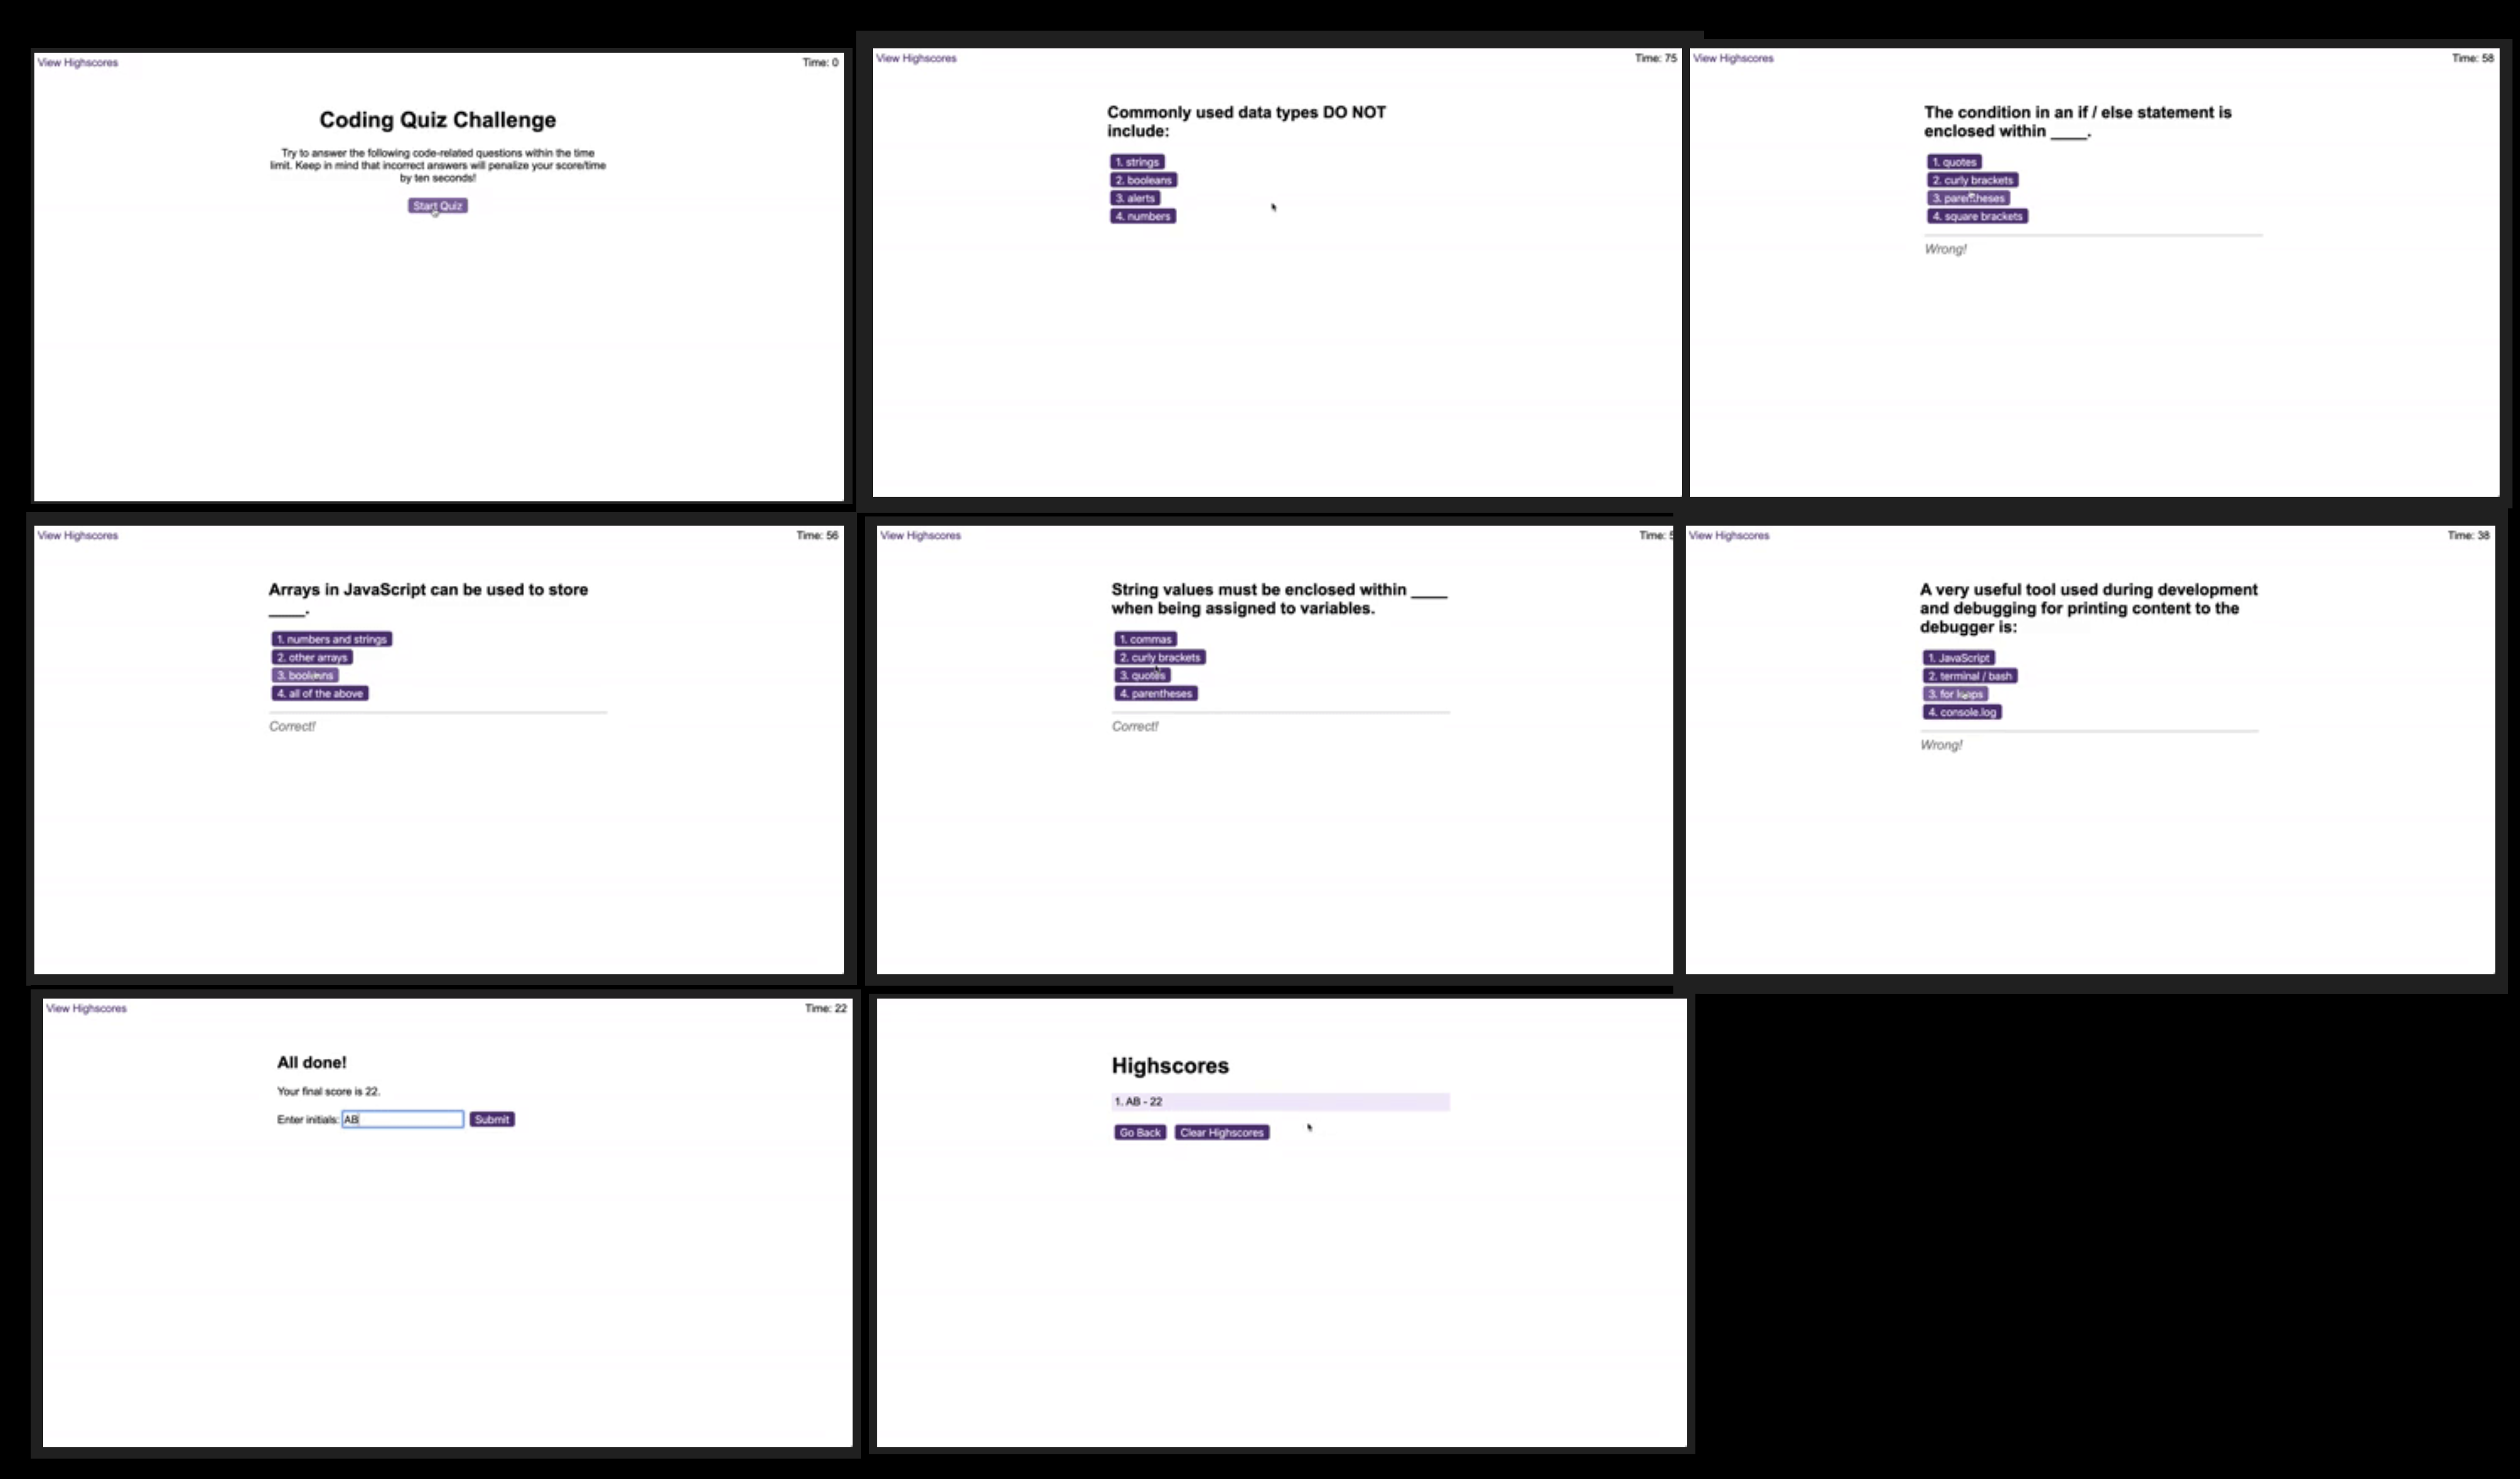 View Highscores
Time: 0
Coding Quiz Challenge
Try to answer the following code-related questions within the time
limit. Keep in mind that incorrect answers will penalize your score/time
by ten seconds!
Start Quiz
View Highscores
Time: 75
Commonly used data types DO NOT
include:
1. strings
2. booleans
3. alerts
4. numbers
View Highscores
Time: 58
The condition in an if / else statement is
enclosed within ____.
1. quotes
2. curly brackets
3. parentheses
4. square brackets
Wrong!
View Highscores
Time: 56
Arrays in JavaScript can be used to store
____.
1. numbers and strings
2. other arrays
3. booleans
4. all of the above
Correct!
View Highscores
Time:
String values must be enclosed within ____
when being assigned to variables.
1. commas
2. curly brackets
3. quotes
4. parentheses
Correct!
View Highscores
Time: 38
A very useful tool used during development
and debugging for printing content to the
debugger is:
1. JavaScript
2. terminal / bash
3. for loops
4. console.log
Wrong!
View Highscores
Time: 22
All done!
Your final score is 22.
Enter initials: AB Submit
Highscores
1. AB - 22
Go Back Clear Highscores